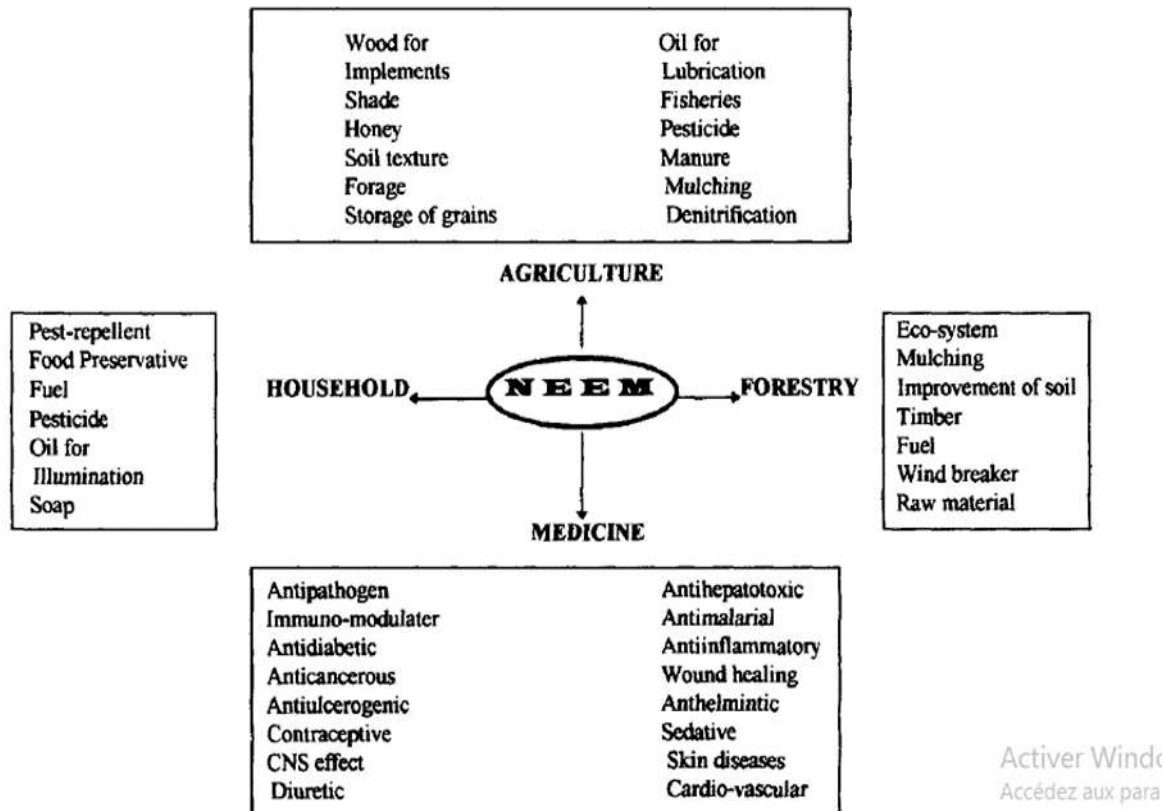 Wood for
Implements
Shade
Honey
Soil texture
Forage
Storage of grains
Oil for
Lubrication
Fisheries
Pesticide
Manure
Mulching
Denitrification
AGRICULTURE
Pest-repellent
Food Preservative
Fuel
Pesticide
Oil for
Illumination
Soap
HOUSEHOLD
NEEM
FORESTRY
Eco-system
Mulching
Improvement of soil
Timber
Fuel
Wind breaker
Raw material
MEDICINE
Antipathogen
Immuno-modulater
Antidiabetic
Anticancerous
Antiulcerogenic
Contraceptive
CNS effect
Diuretic
Antihepatotoxic
Antimalarial
Antiinflammatory
Wound healing
Anthelmintic
Sedative
Skin diseases
Cardio-vascular
Activer Windo
Accédez aux para